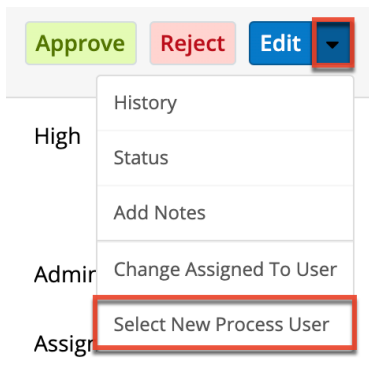 Approve Reject Edit
History
High
Status
Add Notes
Change Assigned To User
Select New Process User